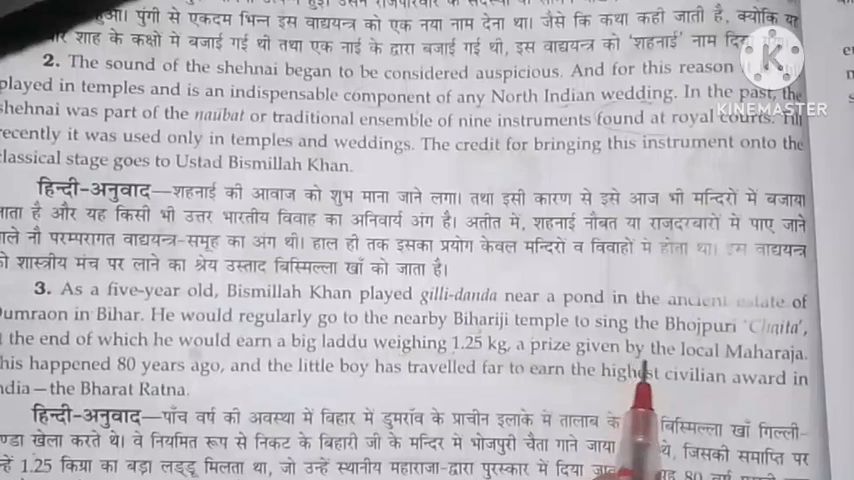 हुआ। पुंगी से एकदम भिन्न इस वाद्ययन्त्र को एक नया नाम देना था। जैसे कि कथा कही जाती है, क्योंकि
शाह के कक्षों में बजाई गई थी तथा एक नाई के द्वारा बजाई गई थी, इस वाद्ययन्त्र को 'शहनाई' नाम
2. The sound of the shehnai began to be considered auspicious. And for this reason
played in temples and is an indispensable component of any North Indian wedding. In the past, the
shehnai was part of the naubat or traditional ensemble of nine instruments found at royal courts. Till
recently it was used only in temples and weddings. The credit for bringing this instrument onto the
classical stage goes to Ustad Bismillah Khan.
हिन्दी-अनुवाद—शहनाई की आवाज को शुभ माना जाने लगा। तथा इसी कारण से इसे आज भी मन्दिरों में बजाया
जाता है और यह किसी भी उत्तर भारतीय विवाह का अनिवार्य अंग है। अतीत में, शहनाई नौबत या राजदरबारों में पाए जाने
वाले नौ परम्परागत वाद्ययन्त्र-समूह का अंग थी। हाल ही तक इसका प्रयोग केवल मन्दिरों व विवाहों में होता था। इस वाद्ययन्त्र
को शास्त्रीय मंच पर लाने का श्रेय उस्ताद बिस्मिल्ला खाँ को जाता है।
3. As a five-year old, Bismillah Khan played gilli-danda near a pond in the ancient estate of
Dumraon in Bihar. He would regularly go to the nearby Bihariji temple to sing the Bhojpuri 'Chaita',
the end of which he would earn a big laddu weighing 1.25 kg, a prize given by the local Maharaja.
This happened 80 years ago, and the little boy has travelled far to earn the highest civilian award in
India—the Bharat Ratna.
हिन्दी-अनुवाद—पाँच वर्ष की अवस्था में बिहार में डुमराँव के प्राचीन इलाके में तालाब के बिस्मिल्ला खाँ गिल्ली-
डण्डा खेला करते थे। वे नियमित रूप से निकट के बिहारी जी के मन्दिर में भोजपुरी चैता गाने जाया थे, जिसकी समाप्ति पर
उन्हें 1.25 किग्रा का बड़ा लड्डू मिलता था, जो उन्हें स्थानीय महाराजा-द्वारा पुरस्कार में दिया 80 वर्ष
KINEMASTER